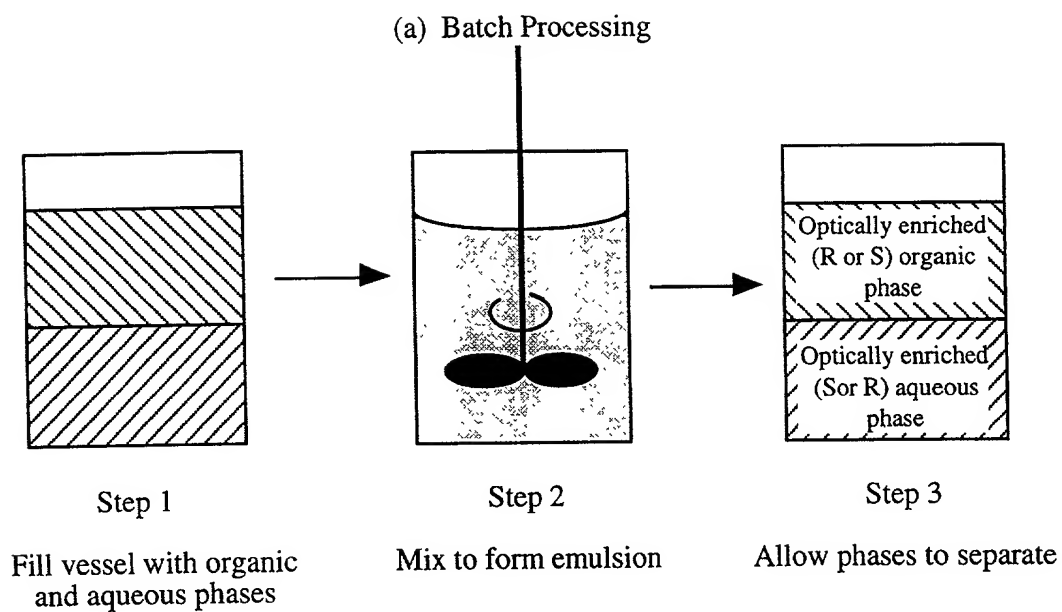 (a) Batch Processing
Optically enriched
(R or S) organic
phase
Optically enriched
(Sor R) aqueous
phase
Step 1
Step 2
Step 3
Fill vessel with organic
and aqueous phases
Mix to form emulsion
Allow phases to separate